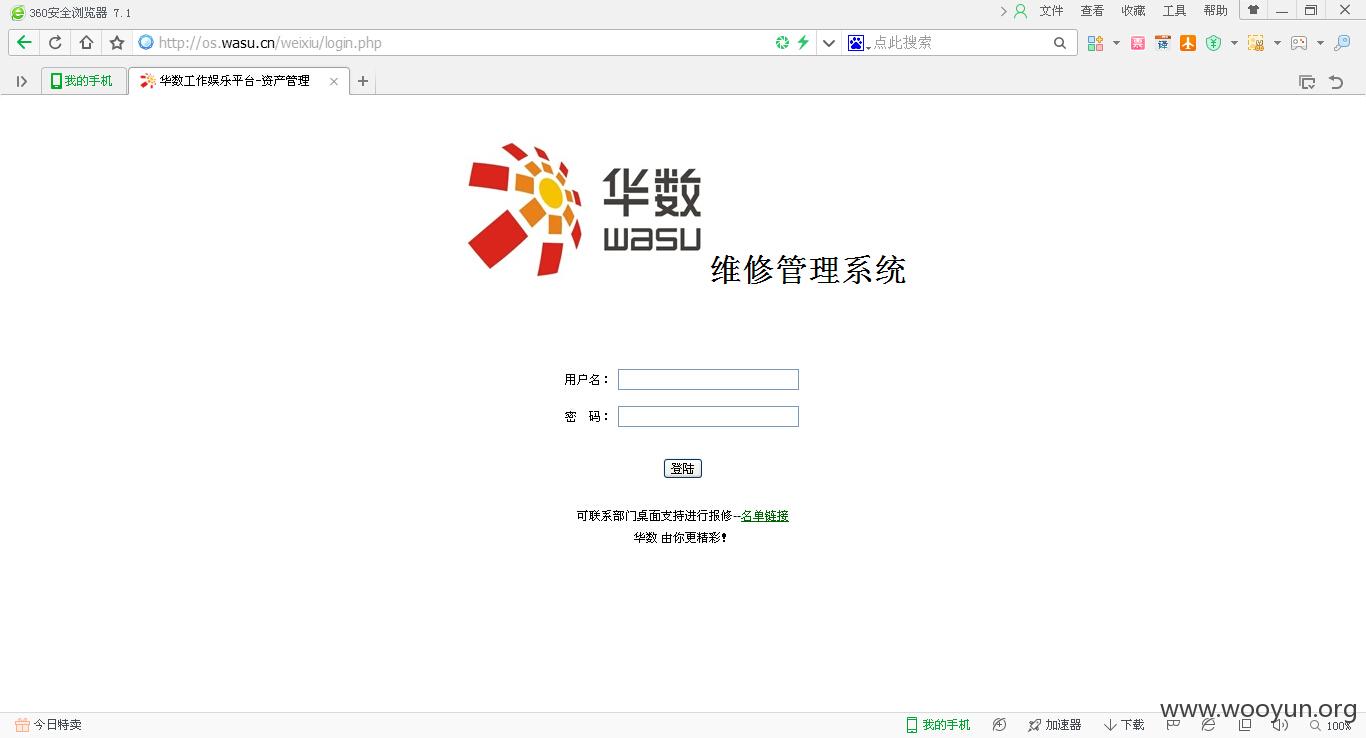 360安全浏览器 7.1
文件 查看 收藏 工具 帮助
http://os.wasu.cn/weixiu/login.php
点此搜索
我的手机
华数工作娱乐平台-资产管理
华数
wasu
维修管理系统
用户名：
密 码：
登陆
可联系部门桌面支持进行报修--名单链接
华数 由你更精彩！
今日特卖
我的手机
加速器
下载
100%
www.wooyun.org